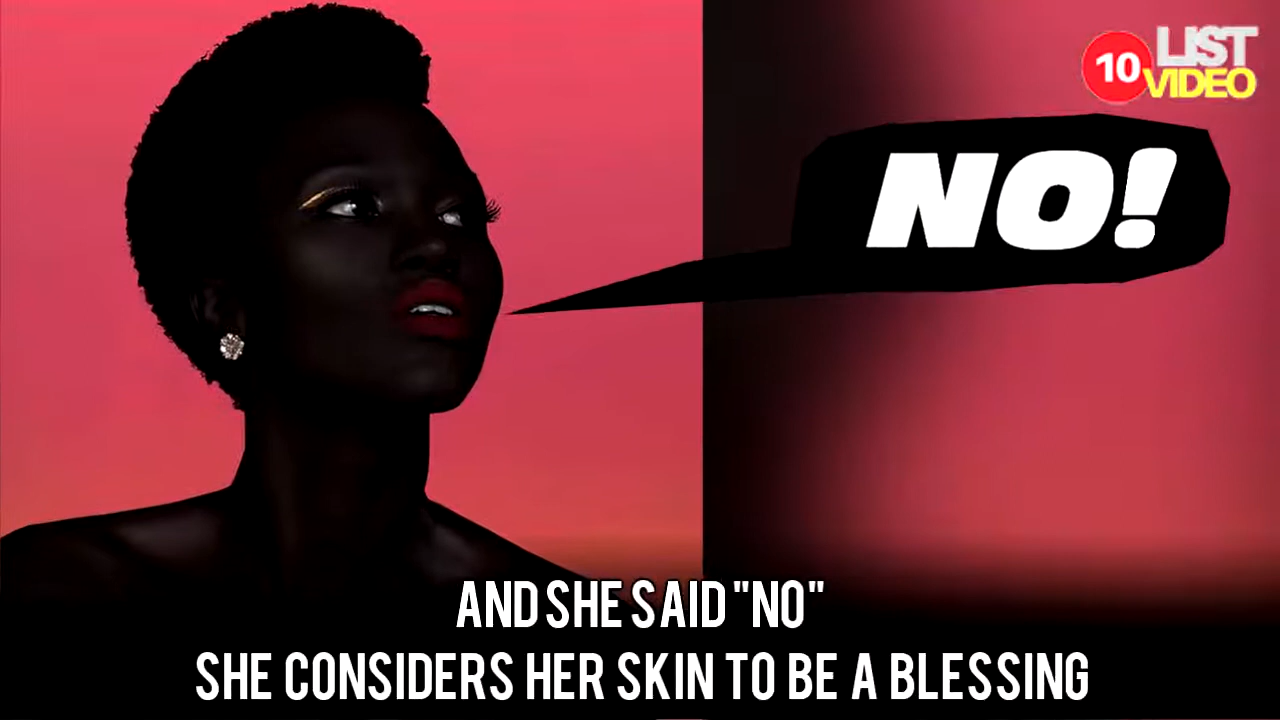 10 LIST
VIDEO
NO!
AND SHE SAID "NO"
SHE CONSIDERS HER SKIN TO BE A BLESSING